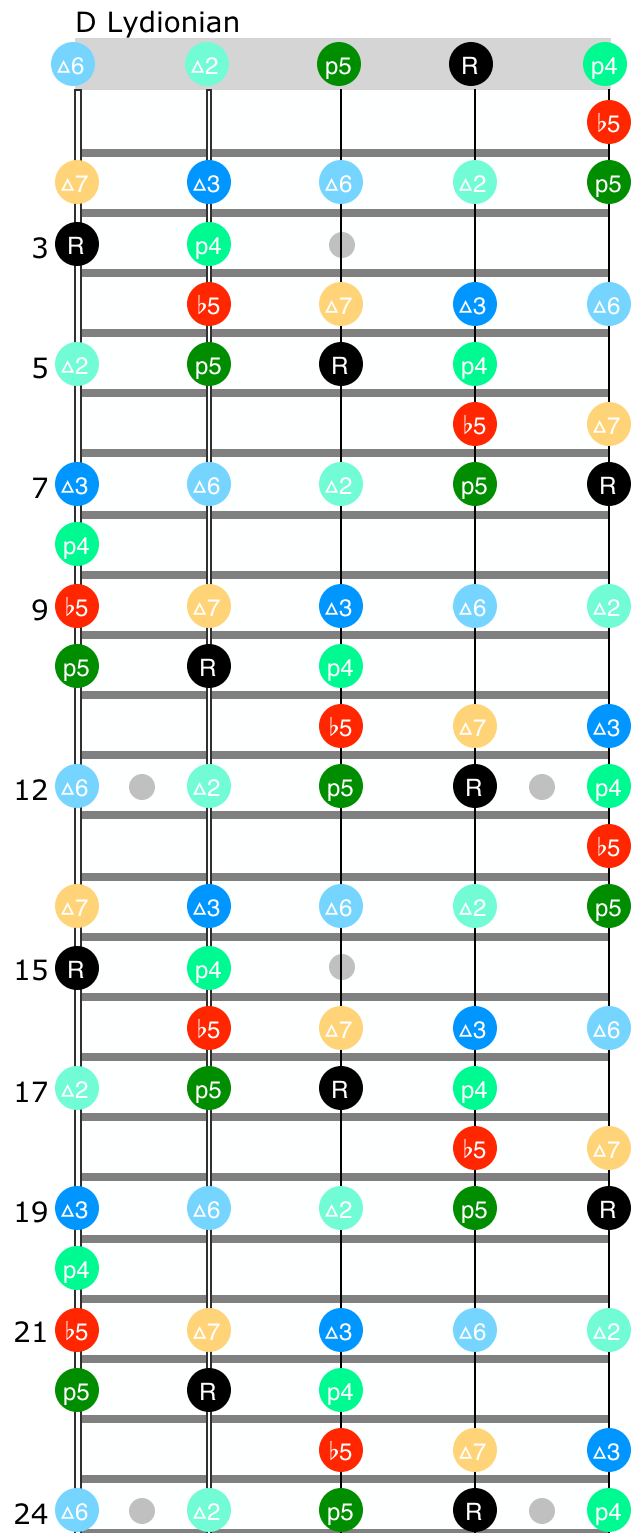 D Lydionian
△6 △2 p5 R p4
♭5
△7 △3 △6 △2 p5
3 R p4
♭5 △7 △3 △6
5 △2 p5 R p4
♭5 △7
7 △3 △6 △2 p5 R
p4
9 ♭5 △7 △3 △6 △2
p5 R p4
♭5 △7 △3
12 △6 △2 p5 R p4
♭5
△7 △3 △6 △2 p5
15 R p4
♭5 △7 △3 △6
17 △2 p5 R p4
♭5 △7
19 △3 △6 △2 p5 R
p4
21 ♭5 △7 △3 △6 △2
p5 R p4
♭5 △7 △3
24 △6 △2 p5 R p4